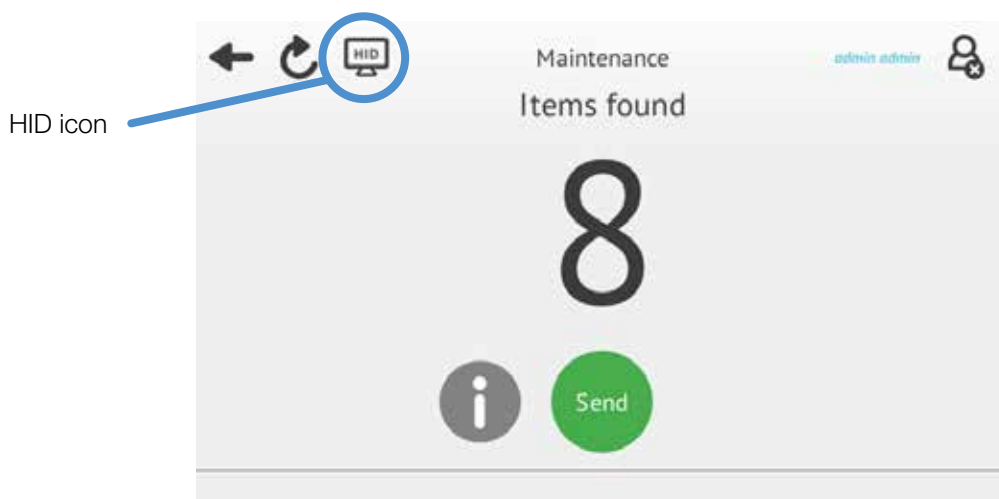 HID
Maintenance
admin admin
Items found
HID icon
8
i
Send